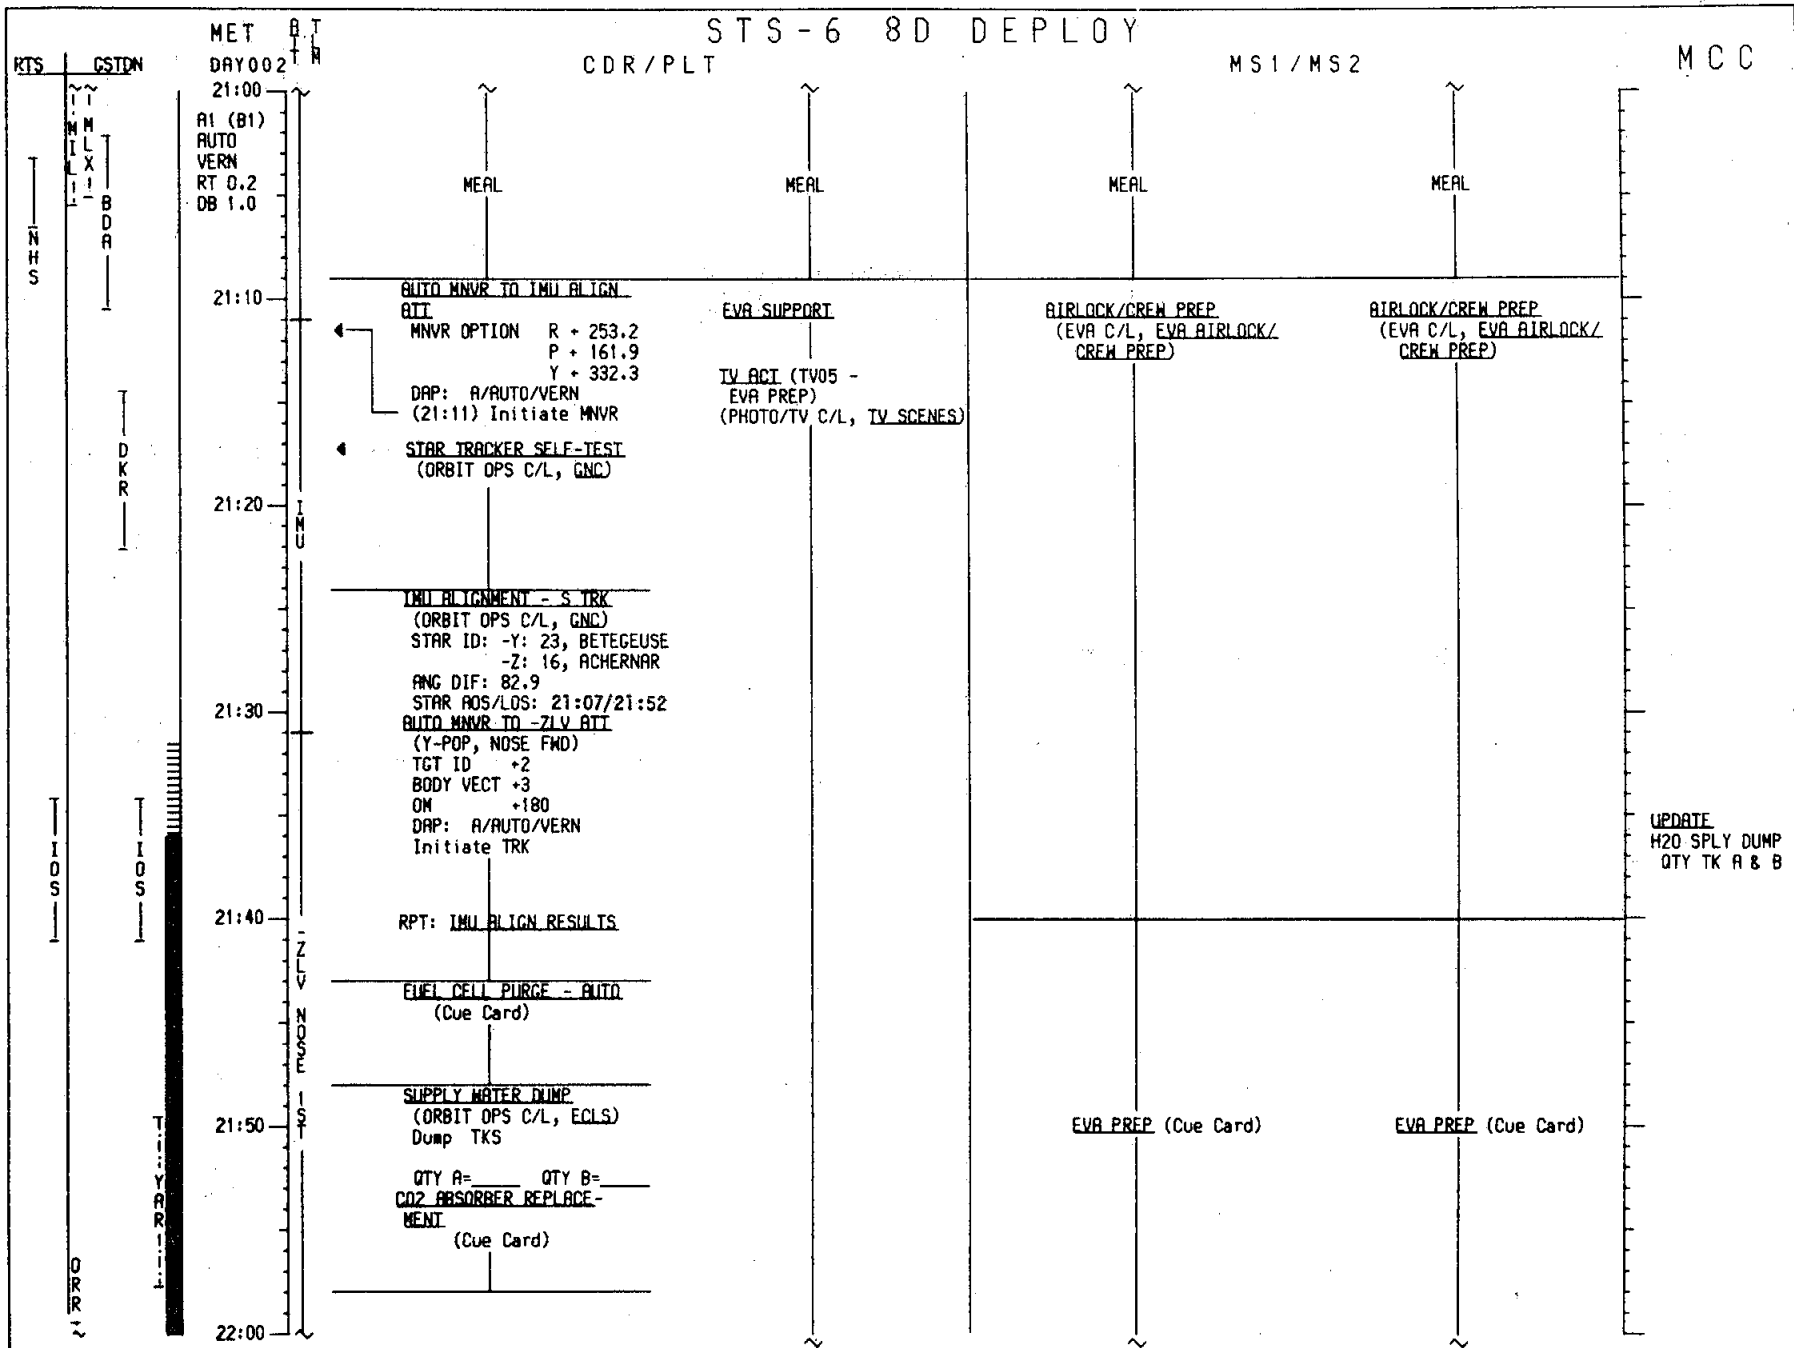 STS-6 8D DEPLOY
MET
ATT
TLM
RTS
GSTDN
DAY002
CDR/PLT
MS1/MS2
MCC
21:00
A1 (B1)
AUTO
VERN
RT 0.2
DB 1.0
MIL
MLX
BDA
NHS
MEAL
MEAL
MEAL
MEAL
21:10
AUTO MNVR TO IMU ALIGN
ATT
MNVR OPTION R + 253.2
P + 161.9
Y + 332.3
DAP: A/AUTO/VERN
(21:11) Initiate MNVR
EVA SUPPORT
TV ACT (TV05 -
EVA PREP)
(PHOTO/TV C/L, TV SCENES)
AIRLOCK/CREW PREP
(EVA C/L, EVA AIRLOCK/
CREW PREP)
AIRLOCK/CREW PREP
(EVA C/L, EVA AIRLOCK/
CREW PREP)
STAR TRACKER SELF-TEST
(ORBIT OPS C/L, GNC)
DKR
21:20
IMU
IMU ALIGNMENT - S TRK
(ORBIT OPS C/L, GNC)
STAR ID: -Y: 23, BETEGEUSE
-Z: 16, ACHERNAR
ANG DIF: 82.9
STAR AOS/LOS: 21:07/21:52
21:30
AUTO MNVR TO -ZLV ATT
(Y-POP, NOSE FWD)
TGT ID +2
BODY VECT +3
OM +180
DAP: A/AUTO/VERN
Initiate TRK
IOS
IOS
UPDATE
H2O SPLY DUMP
QTY TK A & B
21:40
RPT: IMU ALIGN RESULTS
-ZLV NOSE 1ST
FUEL CELL PURGE - AUTO
(Cue Card)
SUPPLY WATER DUMP
(ORBIT OPS C/L, ECLS)
Dump TKS
21:50
EVA PREP (Cue Card)
EVA PREP (Cue Card)
QTY A=_____ QTY B=_____
CO2 ABSORBER REPLACE-
MENT
(Cue Card)
YAR
ORR
22:00